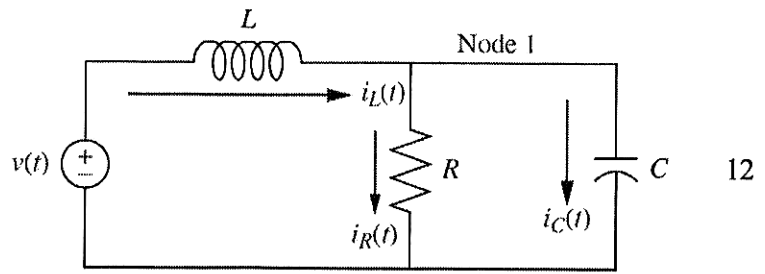 L
Node 1
i_L(t)
v(t)
+
–
R
C
12
i_R(t)
i_C(t)